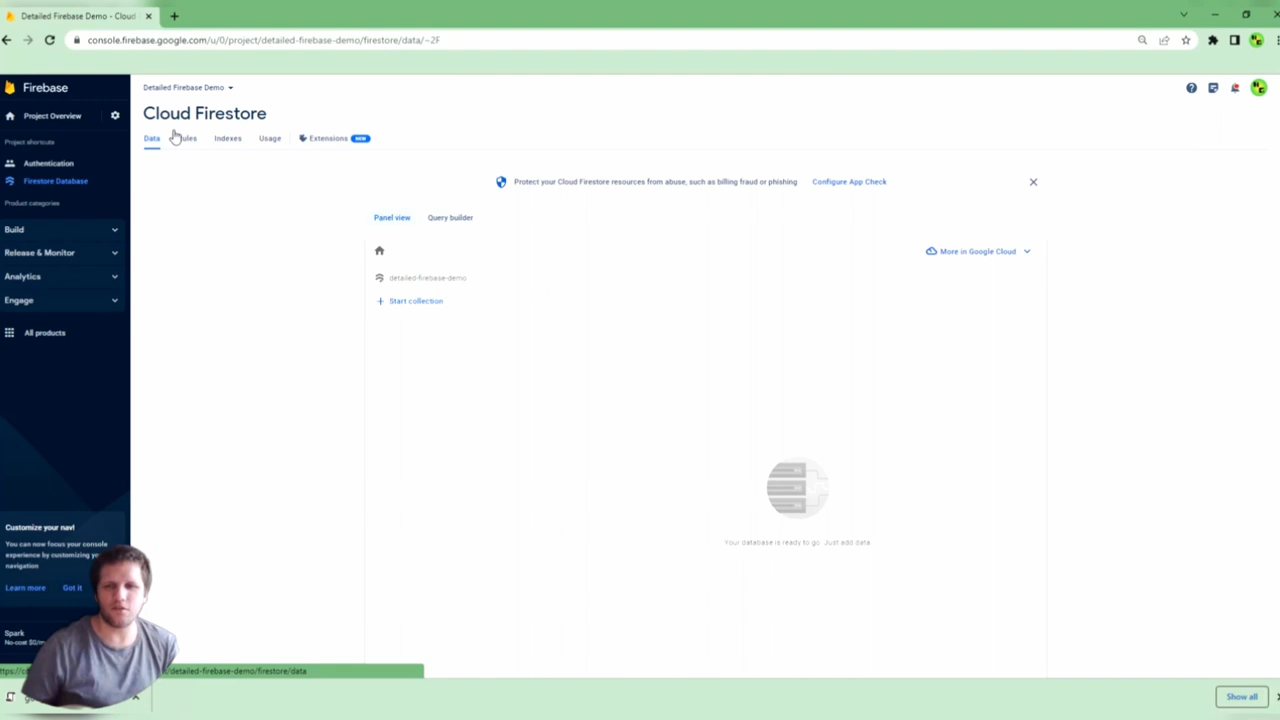 Detailed Firebase Demo - Cloud
console.firebase.google.com/u/0/project/detailed-firebase-demo/firestore/data/~2F
Firebase
Detailed Firebase Demo
Project Overview
Cloud Firestore
Data
Indexes
Usage
Extensions
NEW
Project shortcuts
Authentication
Firestore Database
Product categories
Build
Release & Monitor
Analytics
Engage
All products
Protect your Cloud Firestore resources from abuse, such as billing fraud or phishing
Configure App Check
Panel view
Query builder
More in Google Cloud
detailed-firebase-demo
Start collection
Your database is ready to go. Just add data
Customize your nav!
You can now focus your console
experience by customizing
navigation
Learn more
Got it
Spark
No-cost
/detailed-firebase-demo/firestore/data
Show all